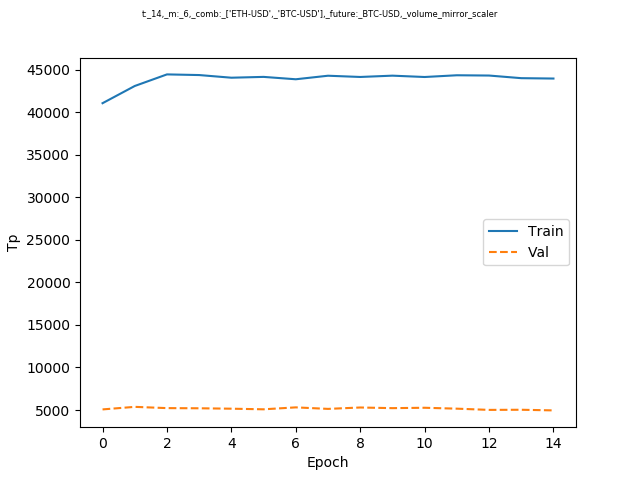 t:_14,_m:_6,_comb:_['ETH-USD',_'BTC-USD'],_future:_BTC-USD,_volume_mirror_scaler
45000
40000
35000
30000
25000
20000
15000
10000
5000
Tp
Train
Val
0 2 4 6 8 10 12 14
Epoch